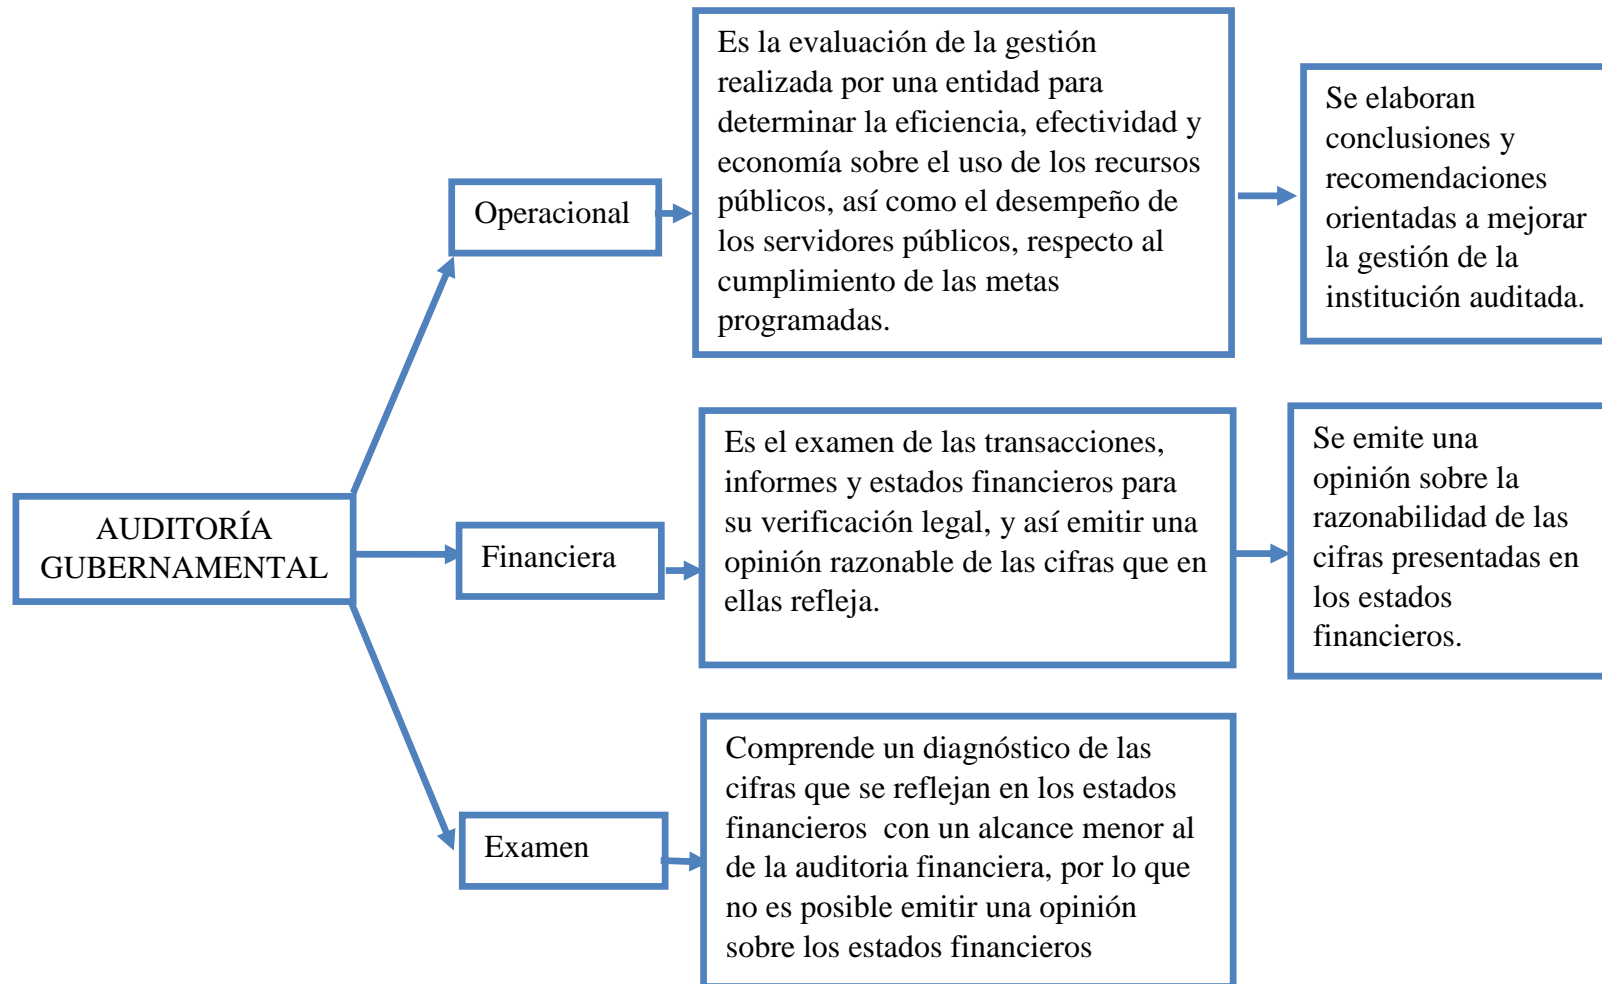 Es la evaluación de la gestión
realizada por una entidad para
determinar la eficiencia, efectividad y
economía sobre el uso de los recursos
públicos, así como el desempeño de
los servidores públicos, respecto al
cumplimiento de las metas
programadas.
Se elaboran
conclusiones y
recomendaciones
orientadas a mejorar
la gestión de la
institución auditada.
Operacional
Es el examen de las transacciones,
informes y estados financieros para
su verificación legal, y así emitir una
opinión razonable de las cifras que en
ellas refleja.
Se emite una
opinión sobre la
razonabilidad de las
cifras presentadas en
los estados
financieros.
AUDITORÍA
GUBERNAMENTAL
Financiera
Comprende un diagnóstico de las
cifras que se reflejan en los estados
financieros  con un alcance menor al
de la auditoria financiera, por lo que
no es posible emitir una opinión
sobre los estados financieros
Examen